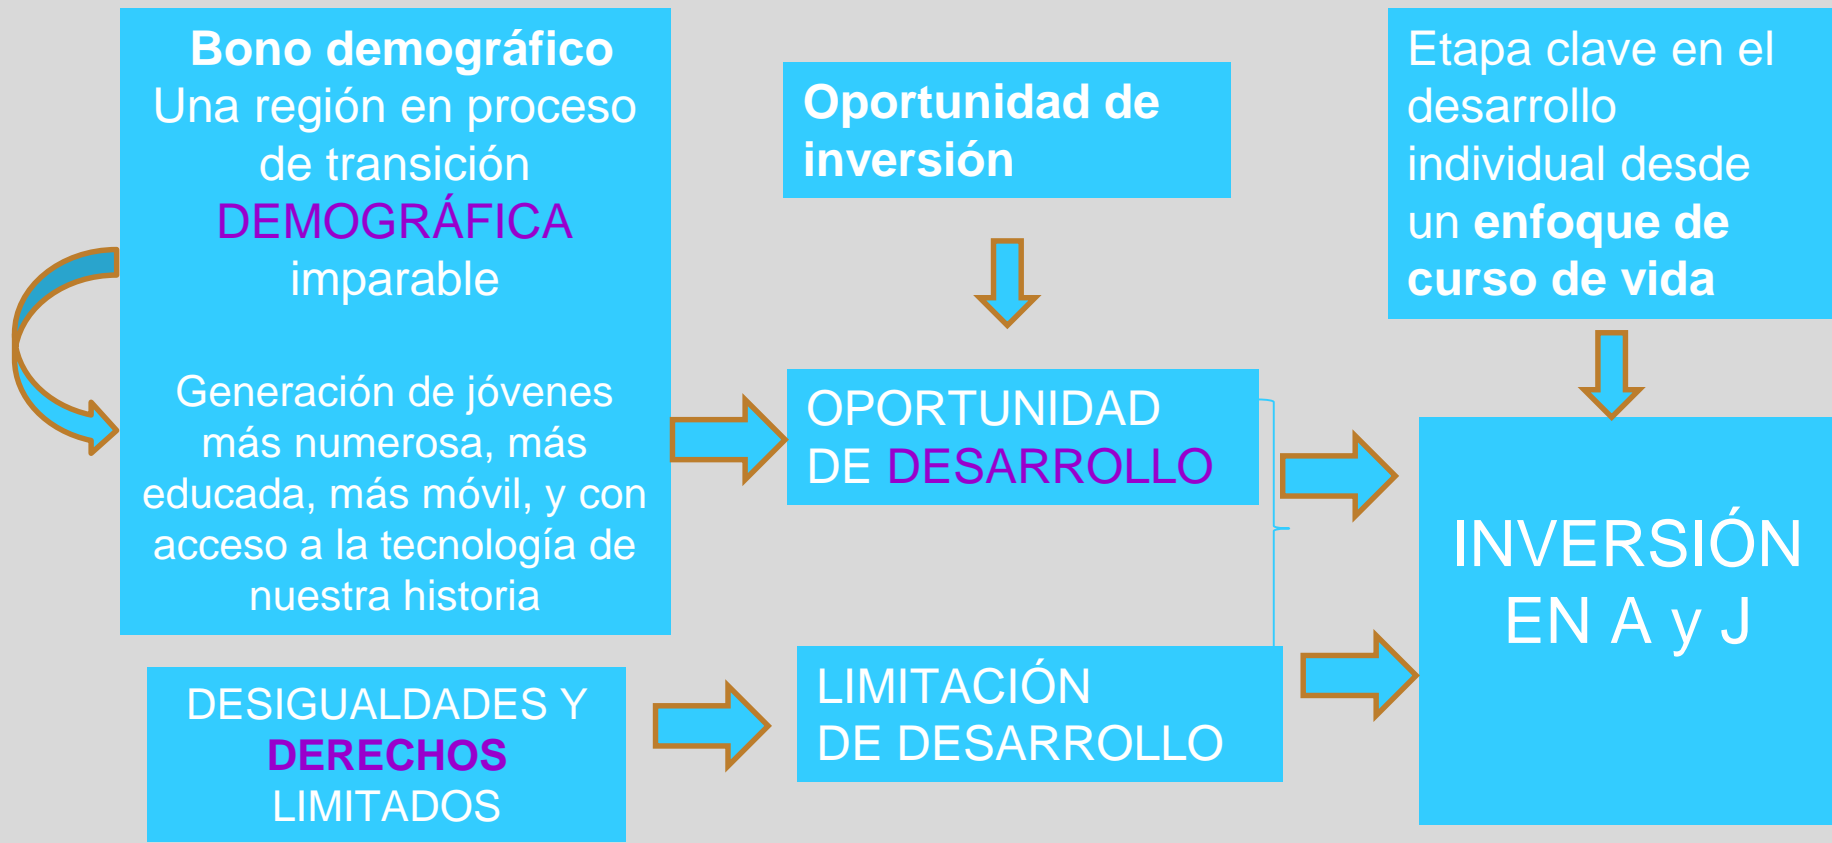 Bono demográfico
Una región en proceso
de transición
DEMOGRÁFICA
imparable
Generación de jóvenes
más numerosa, más
educada, más móvil, y con
acceso a la tecnología de
nuestra historia
DESIGUALDADES Y
DERECHOS
LIMITADOS
Oportunidad de
inversión
OPORTUNIDAD
DE DESARROLLO
LIMITACIÓN
DE DESARROLLO
Etapa clave en el
desarrollo
individual desde
un enfoque de
curso de vida
INVERSIÓN
EN A y J